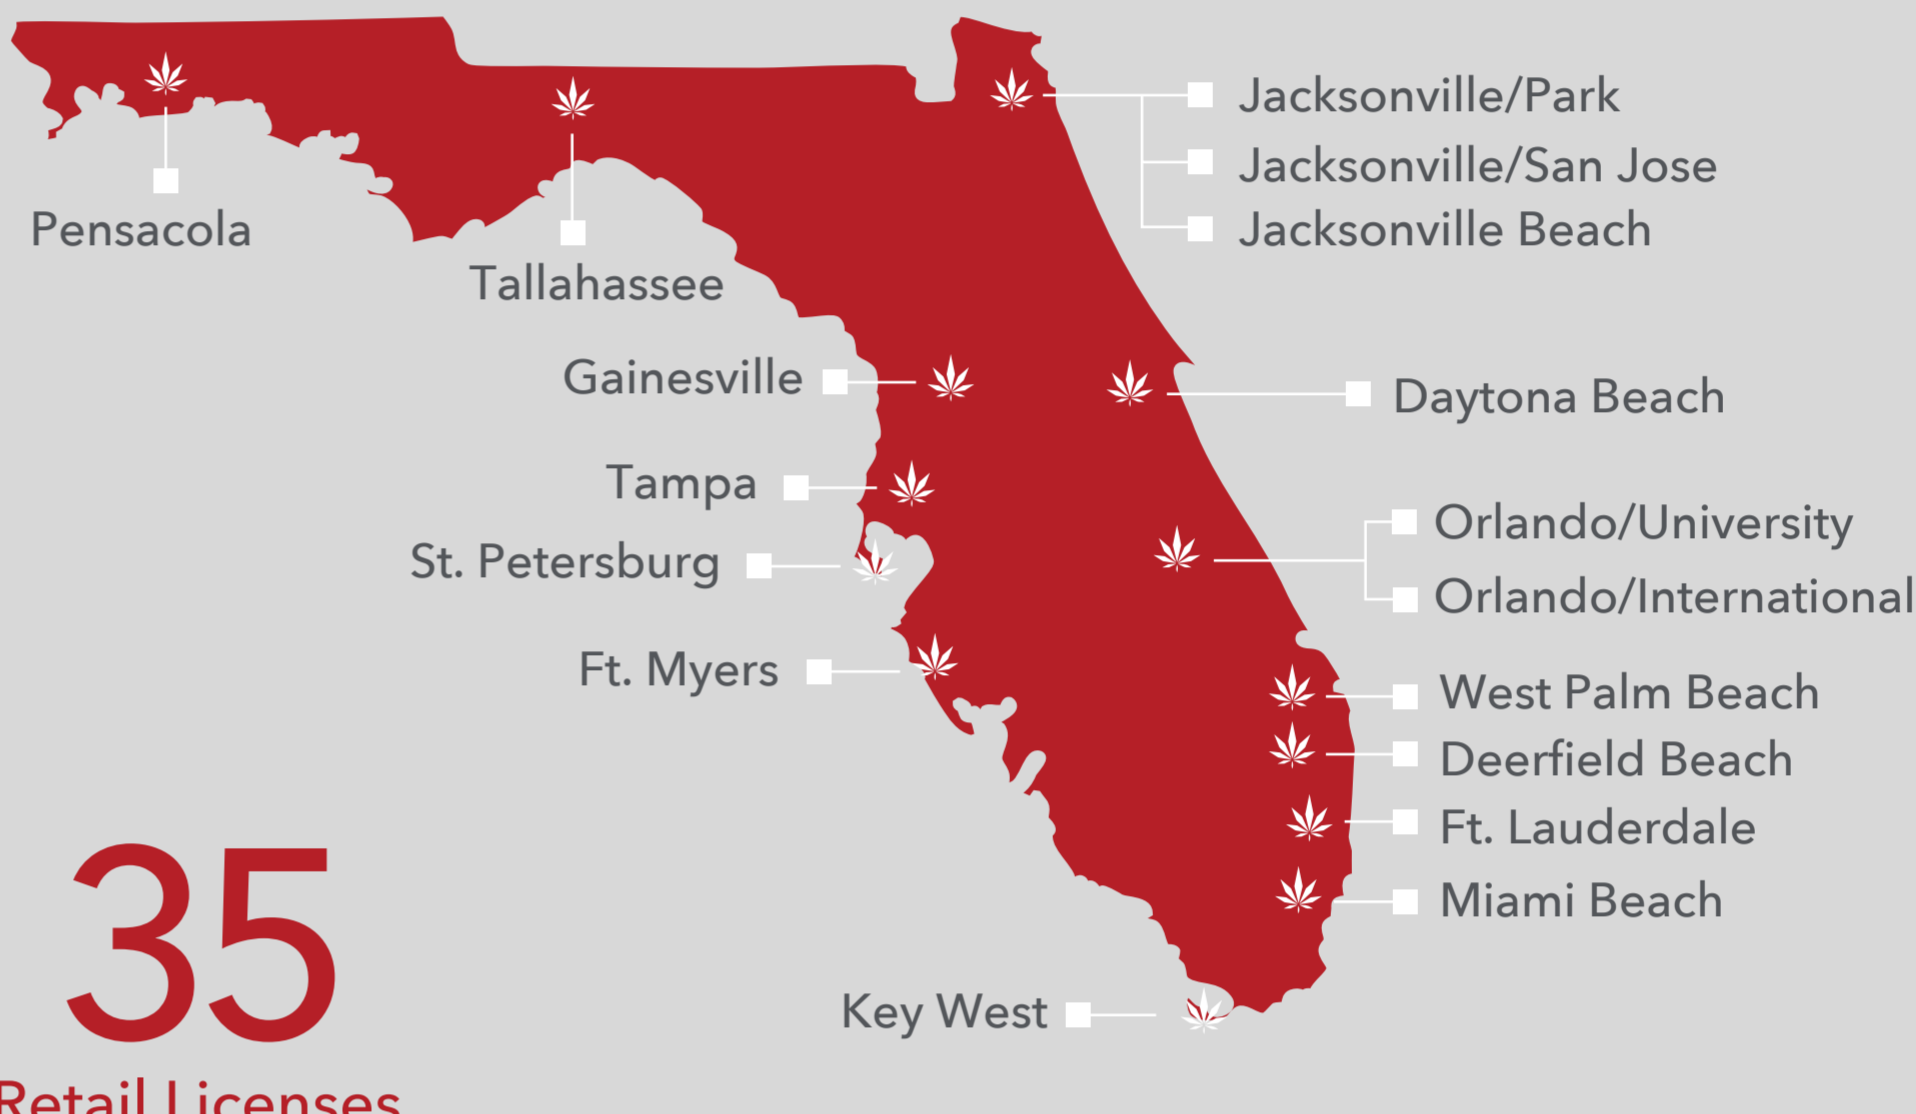 Jacksonville/Park
Jacksonville/San Jose
Jacksonville Beach
Pensacola
Tallahassee
Gainesville
Daytona Beach
Tampa
Orlando/University
St. Petersburg
Orlando/International
Ft. Myers
West Palm Beach
Deerfield Beach
Ft. Lauderdale
Miami Beach
Key West
35
Retail Licenses